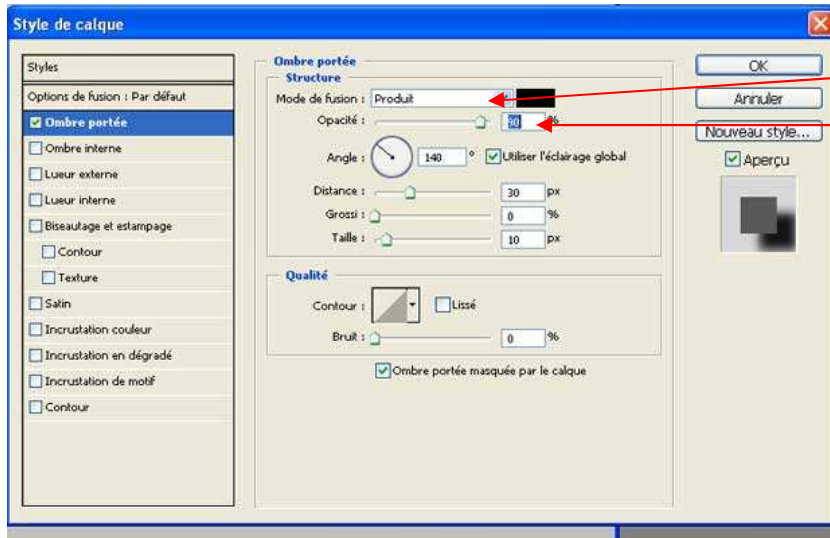 Style de calque
Styles
Options de fusion : Par défaut
Ombre portée
Ombre interne
Lueur externe
Lueur interne
Biseautage et estampage
Contour
Texture
Satin
Incrustation couleur
Incrustation en dégradé
Incrustation de motif
Contour
Ombre portée
Structure
Mode de fusion : Produit
Opacité : 90 %
Angle : 140 ° Utiliser l'éclairage global
Distance : 30 px
Grossi : 0 %
Taille : 10 px
Qualité
Contour : Lissé
Bruit : 0 %
Ombre portée masquée par le calque
OK
Annuler
Nouveau style...
Aperçu